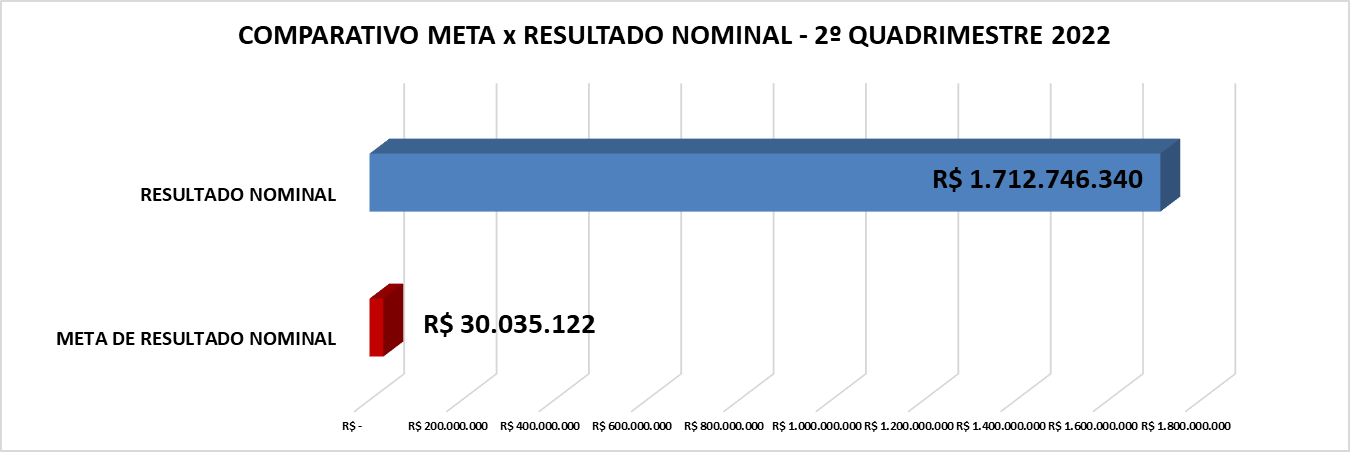 COMPARATIVO META x RESULTADO NOMINAL - 2º QUADRIMESTRE 2022
RESULTADO NOMINAL
R$ 1.712.746.340
META DE RESULTADO NOMINAL
R$ 30.035.122
R$ - R$ 200.000.000 R$ 400.000.000 R$ 600.000.000 R$ 800.000.000 R$ 1.000.000.000 R$ 1.200.000.000 R$ 1.400.000.000 R$ 1.600.000.000 R$ 1.800.000.000